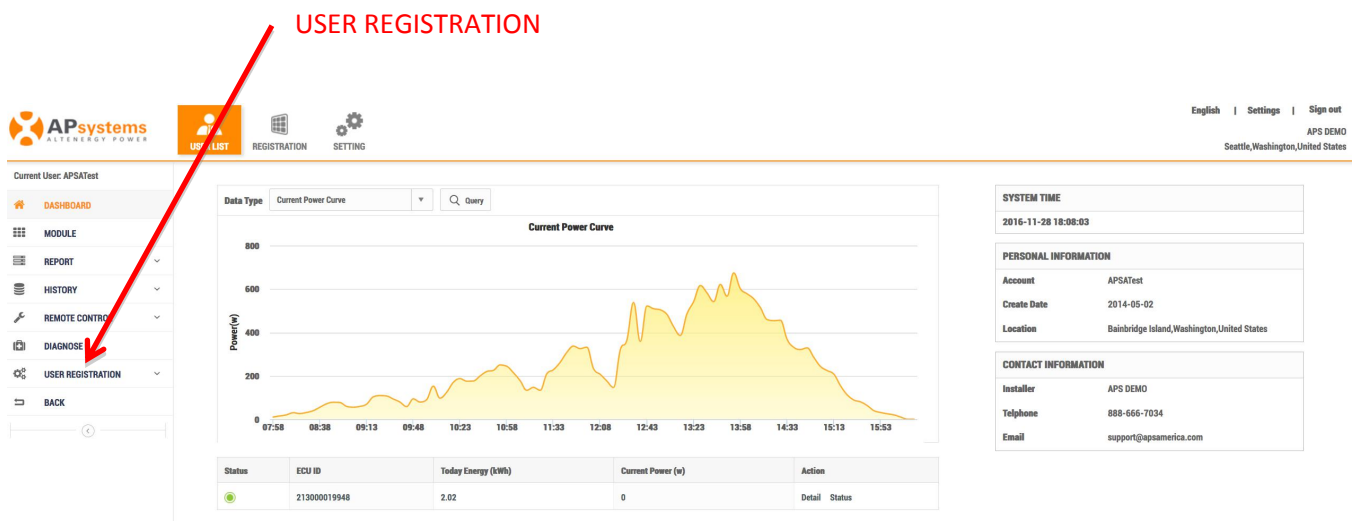 USER REGISTRATION
APsystems
ALTENERGY POWER
USER LIST
REGISTRATION
SETTING
English | Settings | Sign out
APS DEMO
Seattle,Washington,United States
Current User: APSATest
DASHBOARD
MODULE
REPORT
HISTORY
REMOTE CONTROL
DIAGNOSE
USER REGISTRATION
BACK
Data Type Current Power Curve Query
Current Power Curve
Power(w)
800
600
400
200
0
07:58 08:38 09:13 09:48 10:23 10:58 11:33 12:08 12:43 13:23 13:58 14:33 15:13 15:53
Status ECU ID Today Energy (kWh) Current Power (w) Action
213000019948 2.02 0 Detail Status
SYSTEM TIME
2016-11-28 18:08:03
PERSONAL INFORMATION
Account APSATest
Create Date 2014-05-02
Location Bainbridge Island,Washington,United States
CONTACT INFORMATION
Installer APS DEMO
Telphone 888-666-7034
Email support@apsamerica.com